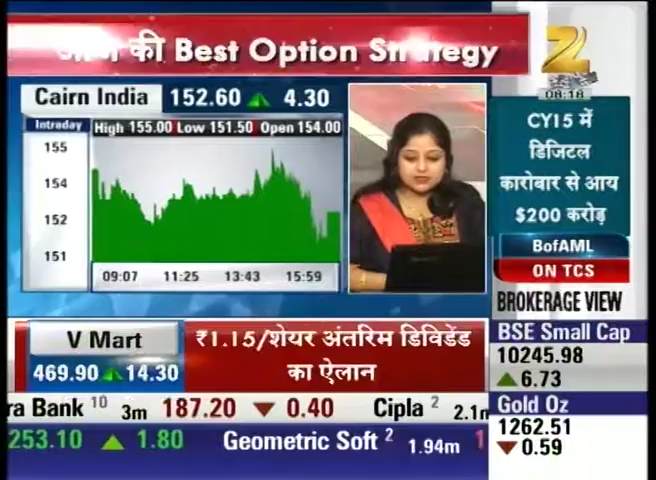 आज की Best Option Strategy
Cairn India 152.60 4.30
Intraday High 155.00 Low 151.50 Open 154.00
155
154
152
151
09:07 11:25 13:43 15:59
08:18
CY15 में
डिजिटल
कारोबार से आय
$200 करोड़
BofAML
ON TCS
BROKERAGE VIEW
V Mart
469.90 14.30
₹1.15/शेयर अंतरिम डिविडेंड
का ऐलान
BSE Small Cap
10245.98
6.73
Gold Oz
1262.51
0.59
ra Bank 10 3m 187.20 0.40 Cipla 2 2.1m
253.10 1.80 Geometric Soft 2 1.94m 1